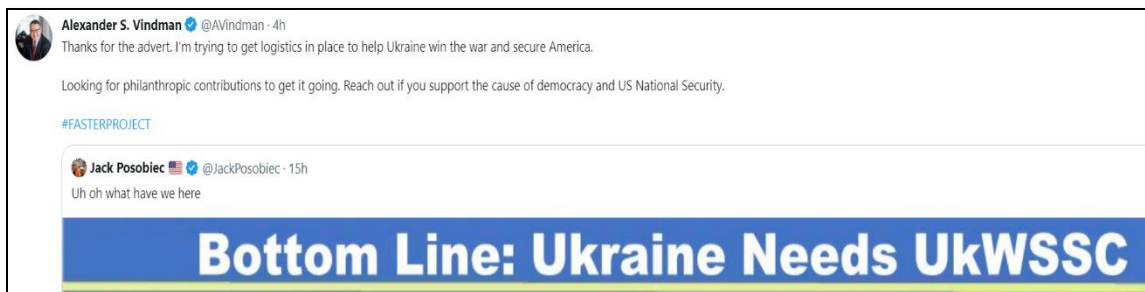 Alexander S. Vindman @AVindman · 4h
Thanks for the advert. I'm trying to get logistics in place to help Ukraine win the war and secure America.
Looking for philanthropic contributions to get it going. Reach out if you support the cause of democracy and US National Security.
#FASTERPROJECT
Jack Posobiec 🇺🇸 @JackPosobiec · 15h
Uh oh what have we here
Bottom Line: Ukraine Needs UkWSSC